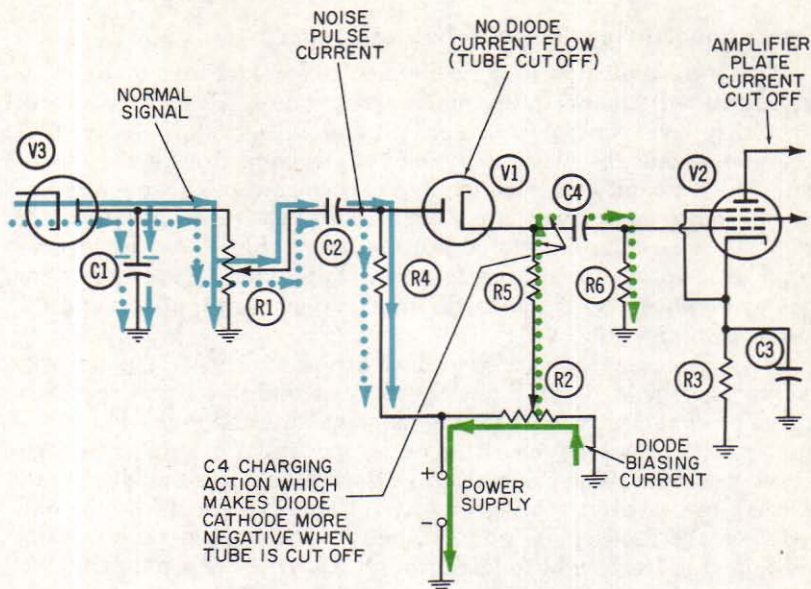 NOISE
PULSE
CURRENT
NO DIODE
CURRENT FLOW
(TUBE CUT OFF)
AMPLIFIER
PLATE
CURRENT
CUT OFF
NORMAL
SIGNAL
V3
V1
C4
V2
C1
C2
R1
R4
R5
R6
R2
R3
C3
C4 CHARGING
ACTION WHICH
MAKES DIODE
CATHODE MORE
NEGATIVE WHEN
TUBE IS CUT OFF
+
POWER
SUPPLY
−
DIODE
BIASING
CURRENT